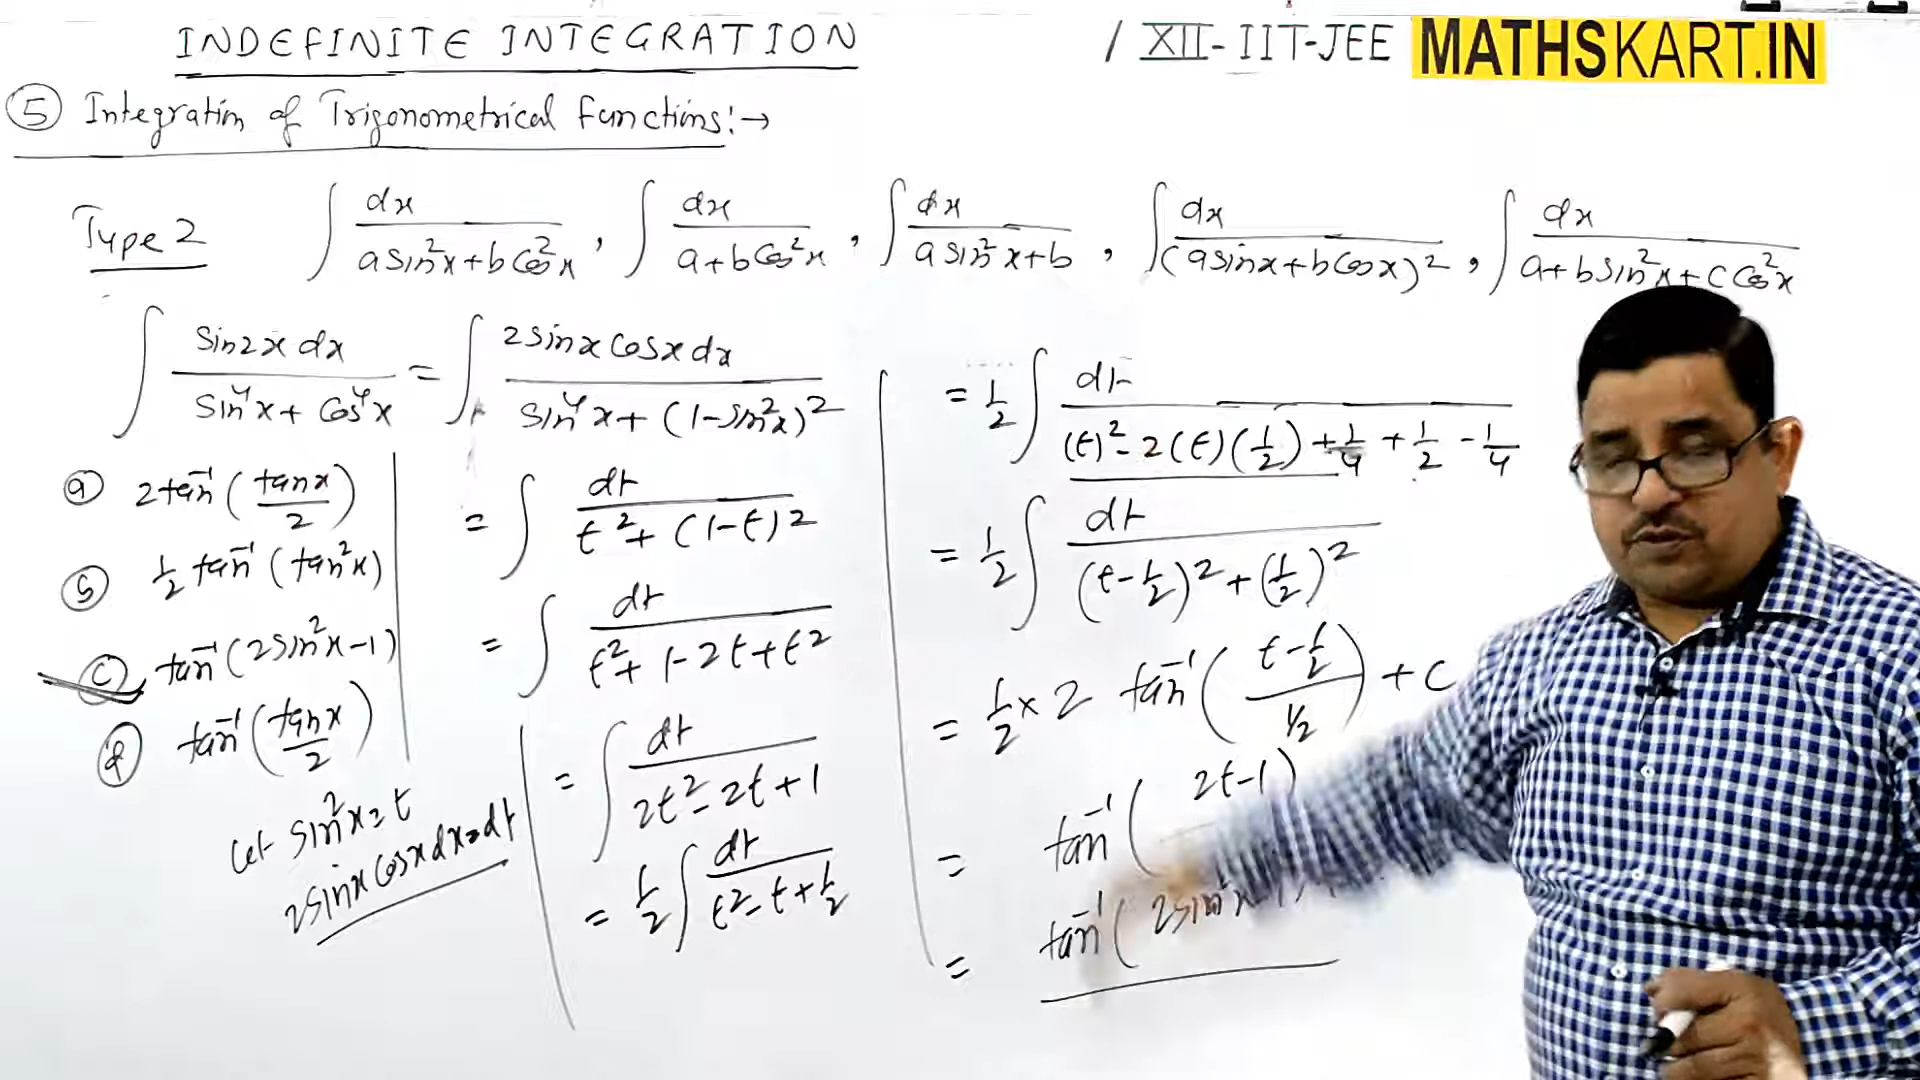 INDEFINITE INTEGRATION / XII-IIT-JEE MATHSKART.IN
⑤ Integration of Trigonometrical Functions:→
Type 2 ∫ dx/(a sin²x + b cos²x) , ∫ dx/(a + b cos²x) , ∫ dx/(a sin²x + b) , ∫ dx/(a sinx + b cosx)² , ∫ dx/(a + b sin²x + c cos²x)
∫ sin2x dx/(sin⁴x + cos⁴x) = ∫ 2 sinx cosx dx/(sin⁴x + (1-sin²x)²)
ⓐ 2tan⁻¹(tanx/2)
ⓑ 1/2 tan⁻¹(tan²x)
ⓒ tan⁻¹(2sin²x-1)
ⓓ tan⁻¹(tanx/2)
Let sin²x = t
2sinx cosx dx = dt
= ∫ dt/(t² + (1-t)²)
= ∫ dt/(t² + 1-2t+t²)
= ∫ dt/(2t²-2t+1)
= 1/2 ∫ dt/(t²-t+1/2)
= 1/2 ∫ dt/((t)² - 2(t)(1/2) + 1/4 + 1/2 - 1/4)
= 1/2 ∫ dt/((t-1/2)² + (1/2)²)
= 1/2 × 2 tan⁻¹((t-1/2)/(1/2)) + c
= tan⁻¹(2t-1)
= tan⁻¹(2sin²x